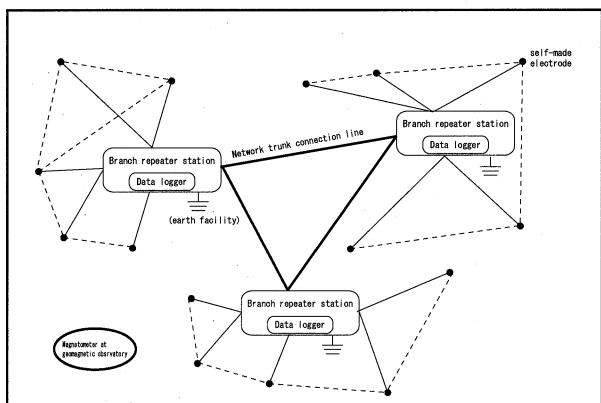 self-made
electrode
Network trunk connection line
Branch repeater station
Data logger
Branch repeater station
Data logger
(earth facility)
Branch repeater station
Data logger
Magnetometer at
geomagnetic obsrvatory